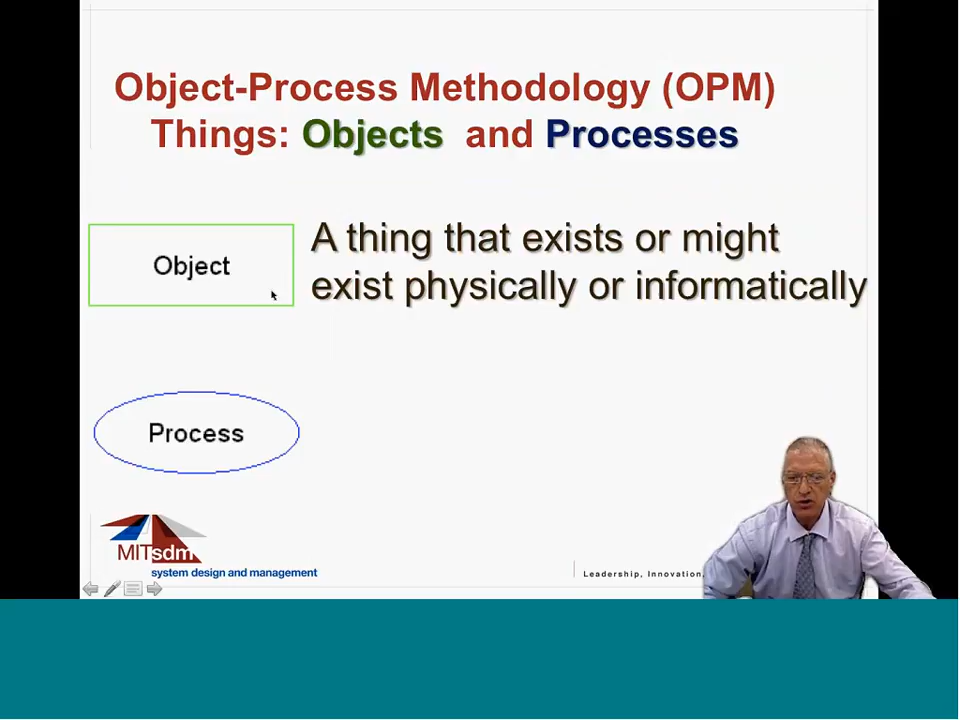 Object-Process Methodology (OPM)
Things: Objects and Processes
Object
A thing that exists or might
exist physically or informatically
Process
MITsdm
system design and management
Leadership, Innovation,